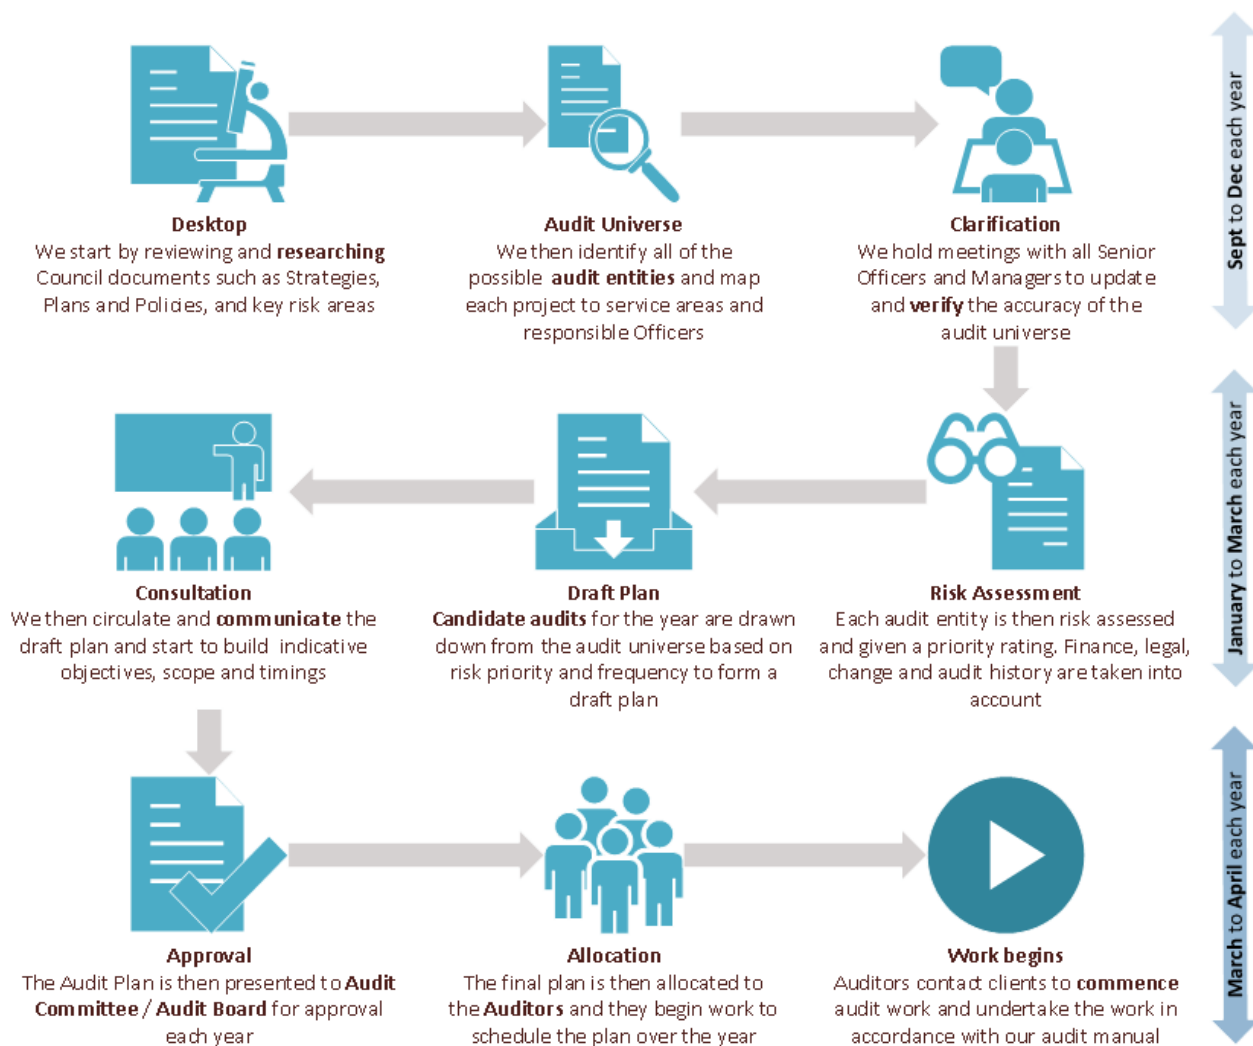 Desktop
We start by reviewing and researching
Council documents such as Strategies,
Plans and Policies, and key risk areas
Audit Universe
We then identify all of the
possible audit entities and map
each project to service areas and
responsible Officers
Clarification
We hold meetings with all Senior
Officers and Managers to update
and verify the accuracy of the
audit universe
Sept to Dec each year
Consultation
We then circulate and communicate the
draft plan and start to build indicative
objectives, scope and timings
Draft Plan
Candidate audits for the year are drawn
down from the audit universe based on
risk priority and frequency to form a
draft plan
Risk Assessment
Each audit entity is then risk assessed
and given a priority rating. Finance, legal,
change and audit history are taken into
account
January to March each year
Approval
The Audit Plan is then presented to Audit
Committee / Audit Board for approval
each year
Allocation
The final plan is then allocated to
the Auditors and they begin work to
schedule the plan over the year
Work begins
Auditors contact clients to commence
audit work and undertake the work in
accordance with our audit manual
March to April each year